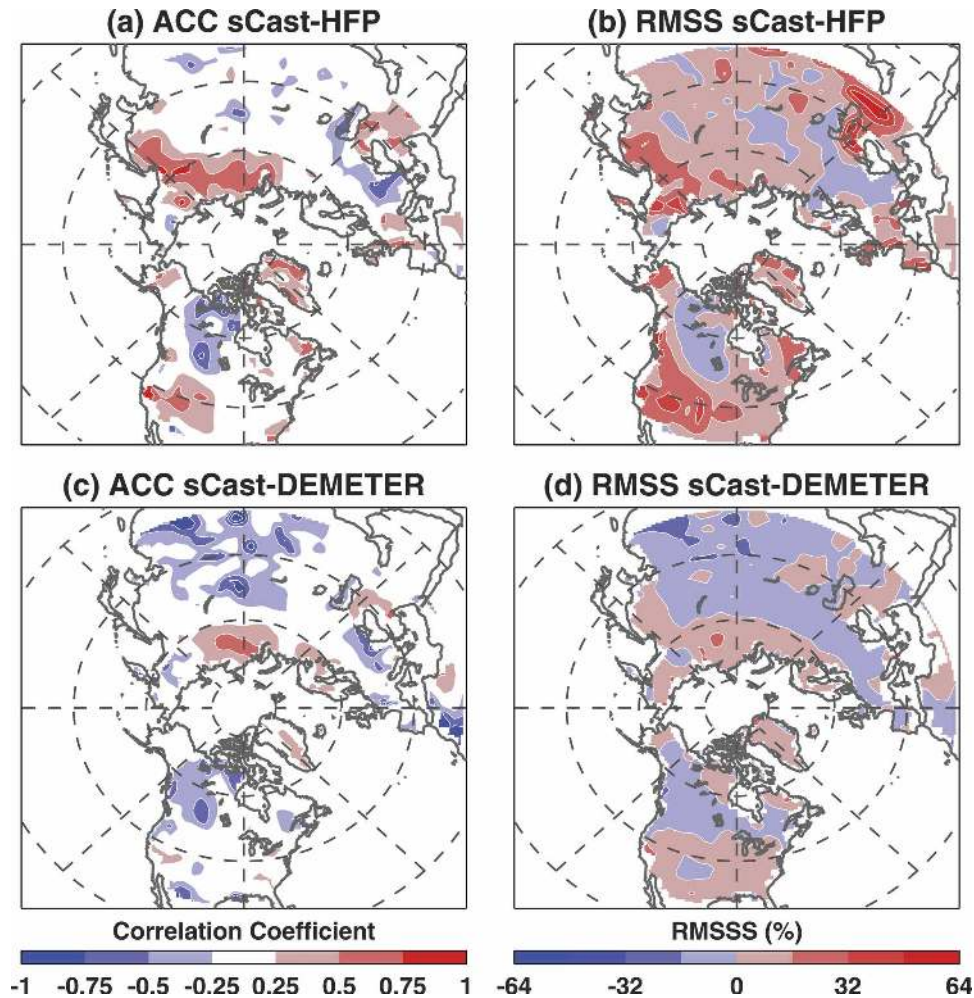 (a) ACC sCast-HFP
(b) RMSS sCast-HFP
(c) ACC sCast-DEMETER
(d) RMSS sCast-DEMETER
Correlation Coefficient
RMSSS (%)
-1 -0.75 -0.5 -0.25 0.25 0.5 0.75 1
-64 -32 0 32 64